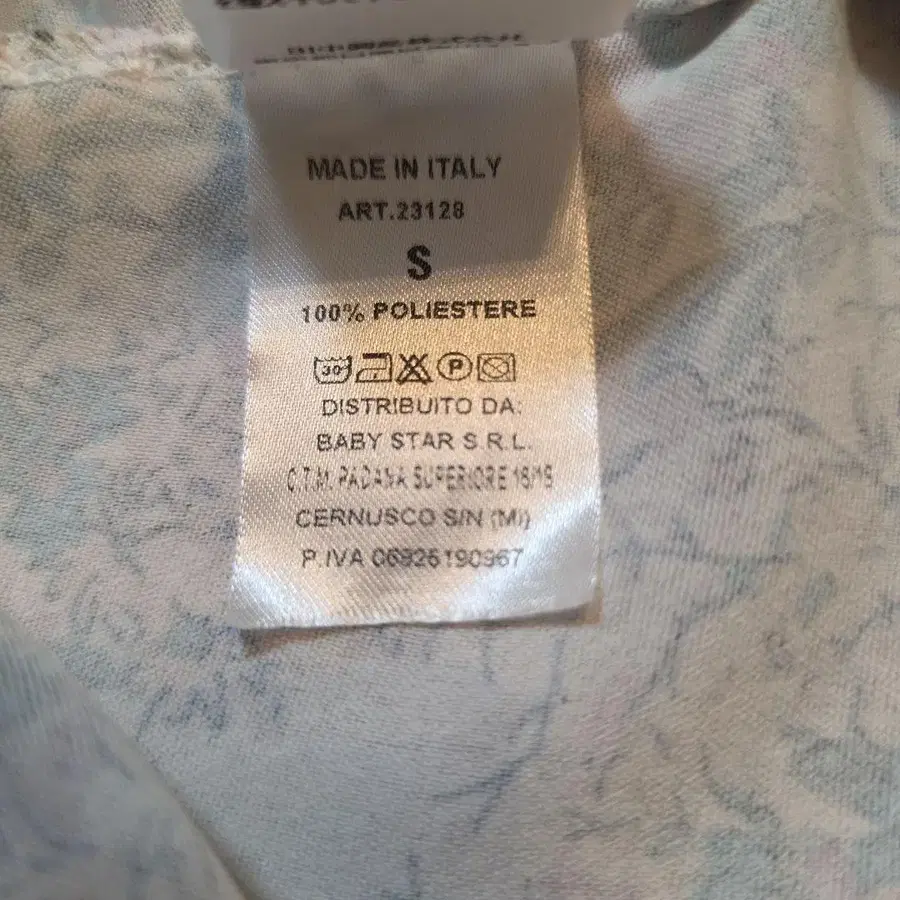 MADE IN ITALY
ART.23128
S
100% POLIESTERE
30 P
DISTRIBUITO DA:
BABY STAR S.R.L.
C.T.M. PADANA SUPERIORE 16/18
CERNUSCO S/N (MI)
P.IVA 06926190967